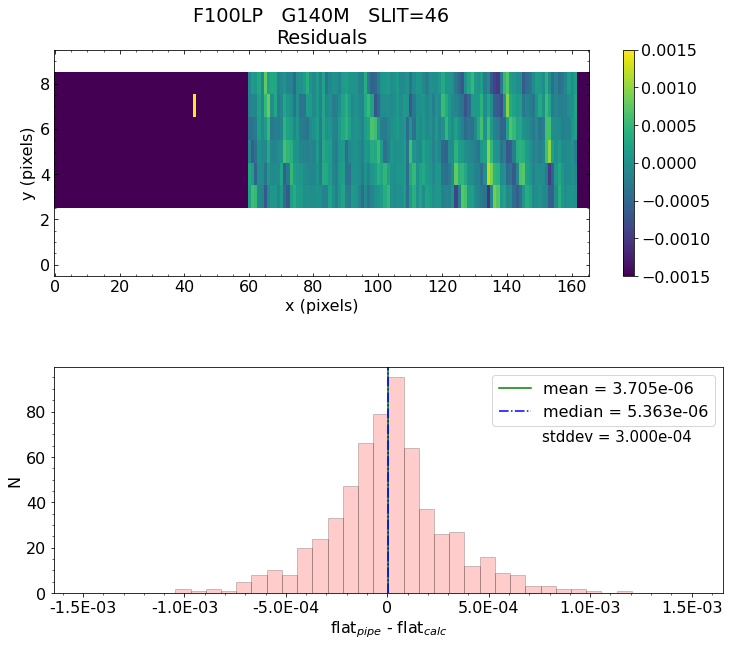 F100LP G140M SLIT=46
Residuals
8
6
4
2
0
y (pixels)
0 20 40 60 80 100 120 140 160
x (pixels)
0.0015
0.0010
0.0005
0.0000
−0.0005
−0.0010
−0.0015
mean = 3.705e-06
median = 5.363e-06
stddev = 3.000e-04
80
60
40
20
0
N
-1.5E-03 -1.0E-03 -5.0E-04 0 5.0E-04 1.0E-03 1.5E-03
flat_pipe - flat_calc